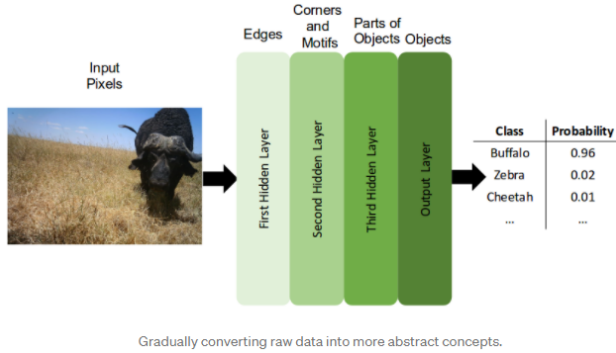 Input
Pixels
Edges
Corners
and
Motifs
Parts of
Objects
Objects
First Hidden Layer
Second Hidden Layer
Third Hidden Layer
Output Layer
Class Probability
Buffalo 0.96
Zebra 0.02
Cheetah 0.01
... ...
Gradually converting raw data into more abstract concepts.